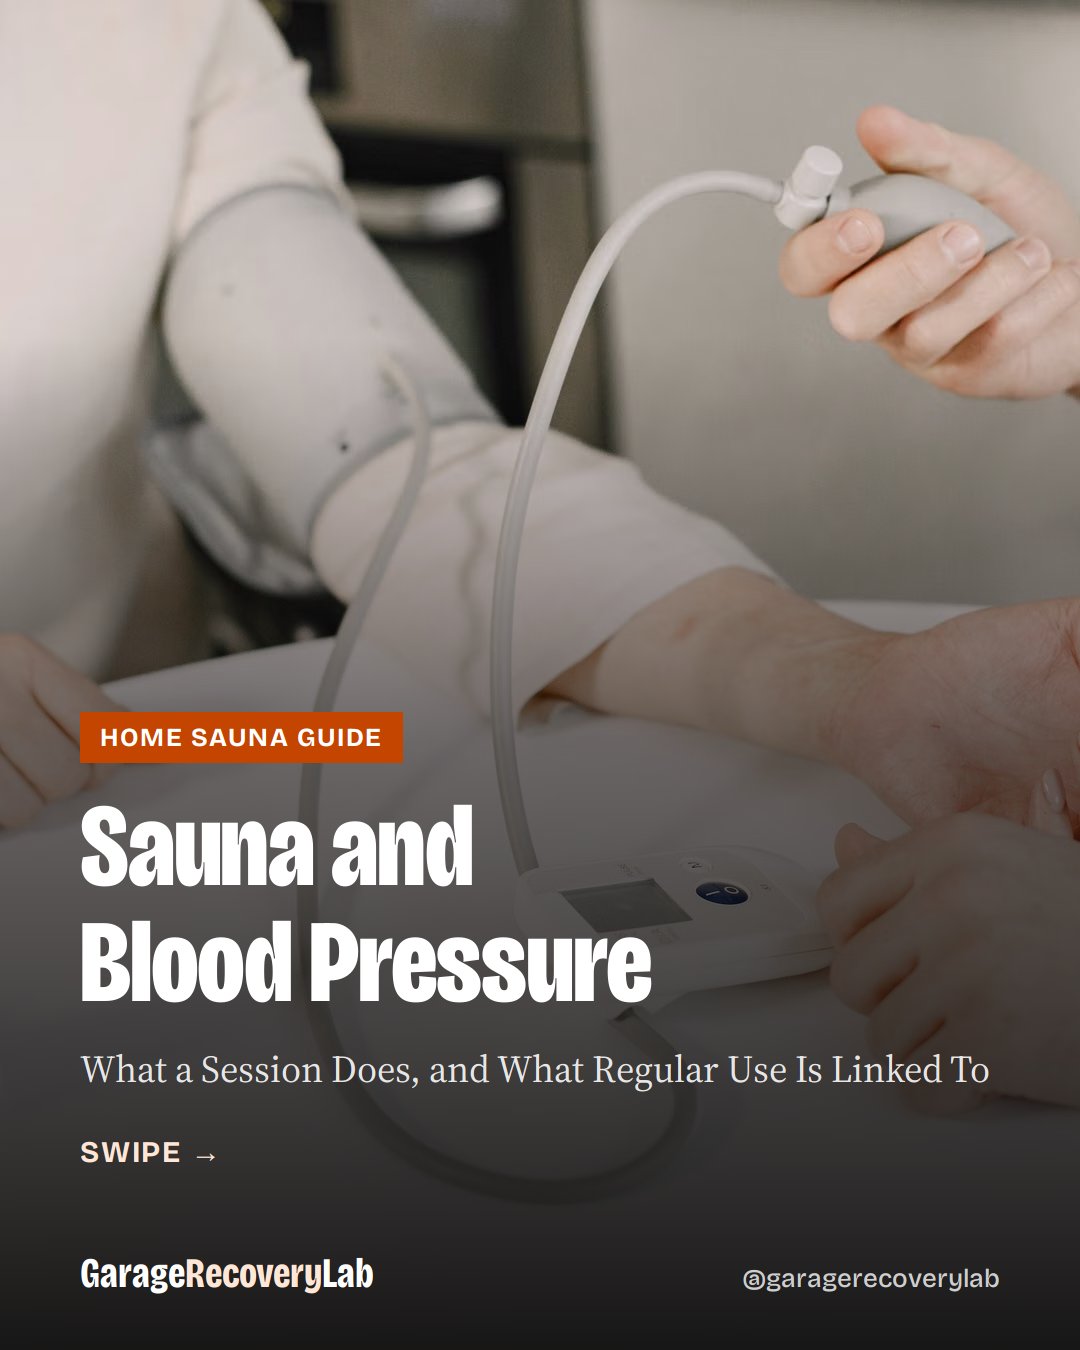 HOME SAUNA GUIDE
Sauna and
Blood Pressure
What a Session Does, and What Regular Use Is Linked To
SWIPE →
GarageRecoveryLab
@garagerecoverylab